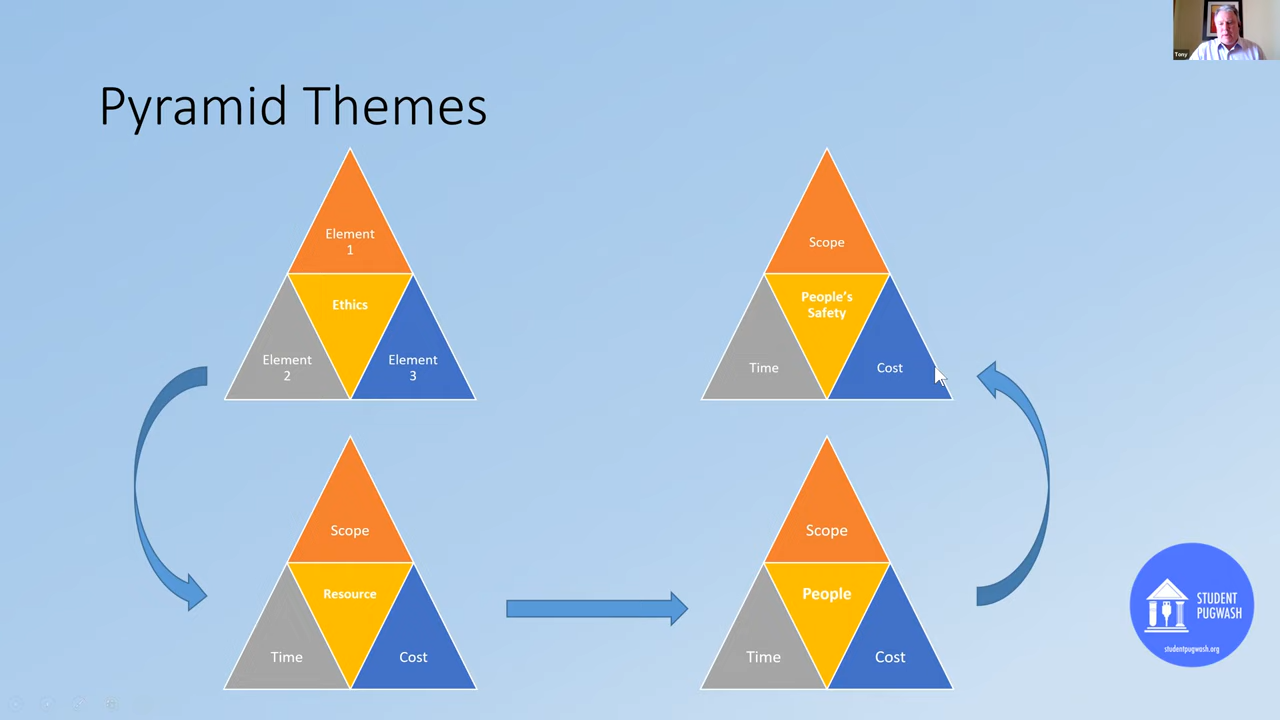 Tony
Pyramid Themes
Element
1
Ethics
Element
2
Element
3
Scope
People's
Safety
Time
Cost
Scope
Resource
Time
Cost
Scope
People
Time
Cost
STUDENT
PUGWASH
studentpugwash.org